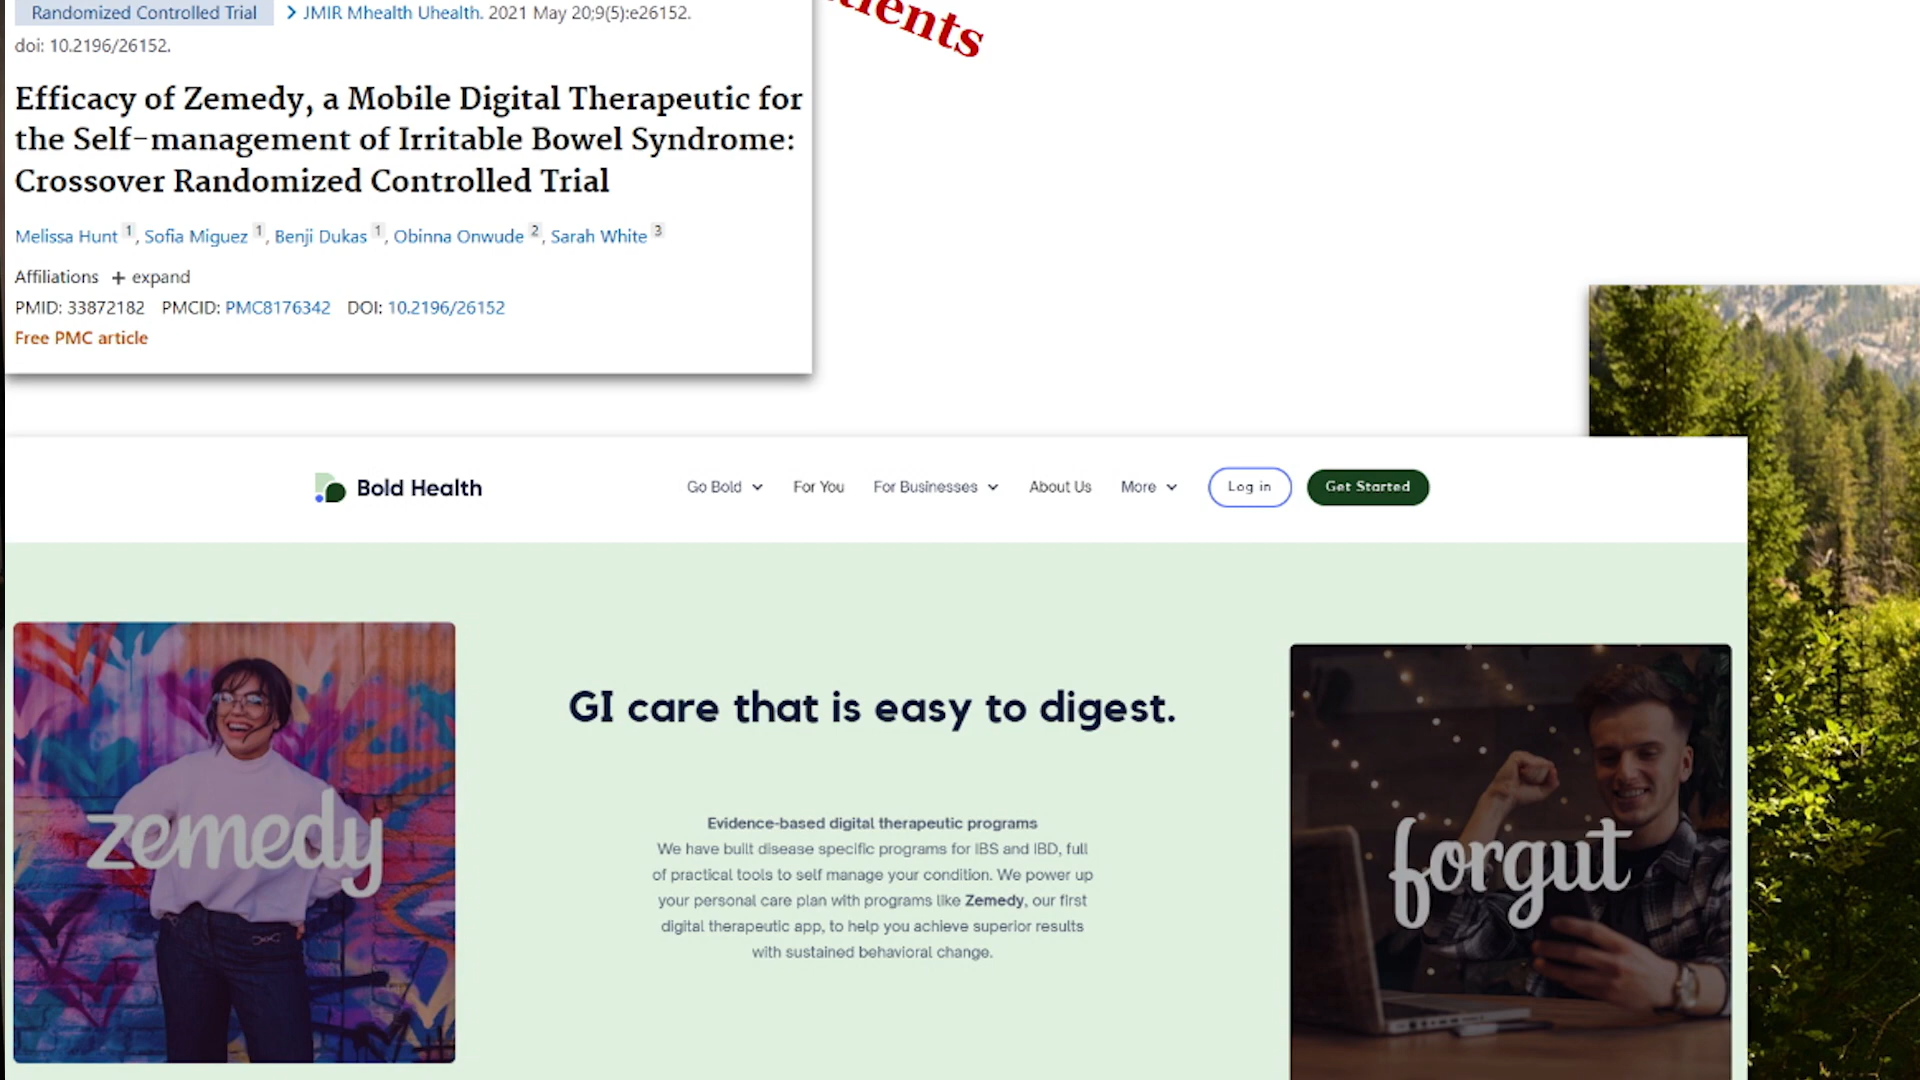 Randomized Controlled Trial > JMIR Mhealth Uhealth. 2021 May 20;9(5):e26152.
doi: 10.2196/26152.
Efficacy of Zemedy, a Mobile Digital Therapeutic for
the Self-management of Irritable Bowel Syndrome:
Crossover Randomized Controlled Trial
Melissa Hunt 1, Sofia Miguez 1, Benji Dukas 1, Obinna Onwude 2, Sarah White 3
Affiliations + expand
PMID: 33872182 PMCID: PMC8176342 DOI: 10.2196/26152
Free PMC article
Bold Health Go Bold For You For Businesses About Us More Log in Get Started
GI care that is easy to digest.
zemedy
Evidence-based digital therapeutic programs
We have built disease specific programs for IBS and IBD, full
of practical tools to self manage your condition. We power up
your personal care plan with programs like Zemedy, our first
digital therapeutic app, to help you achieve superior results
with sustained behavioral change.
forgut